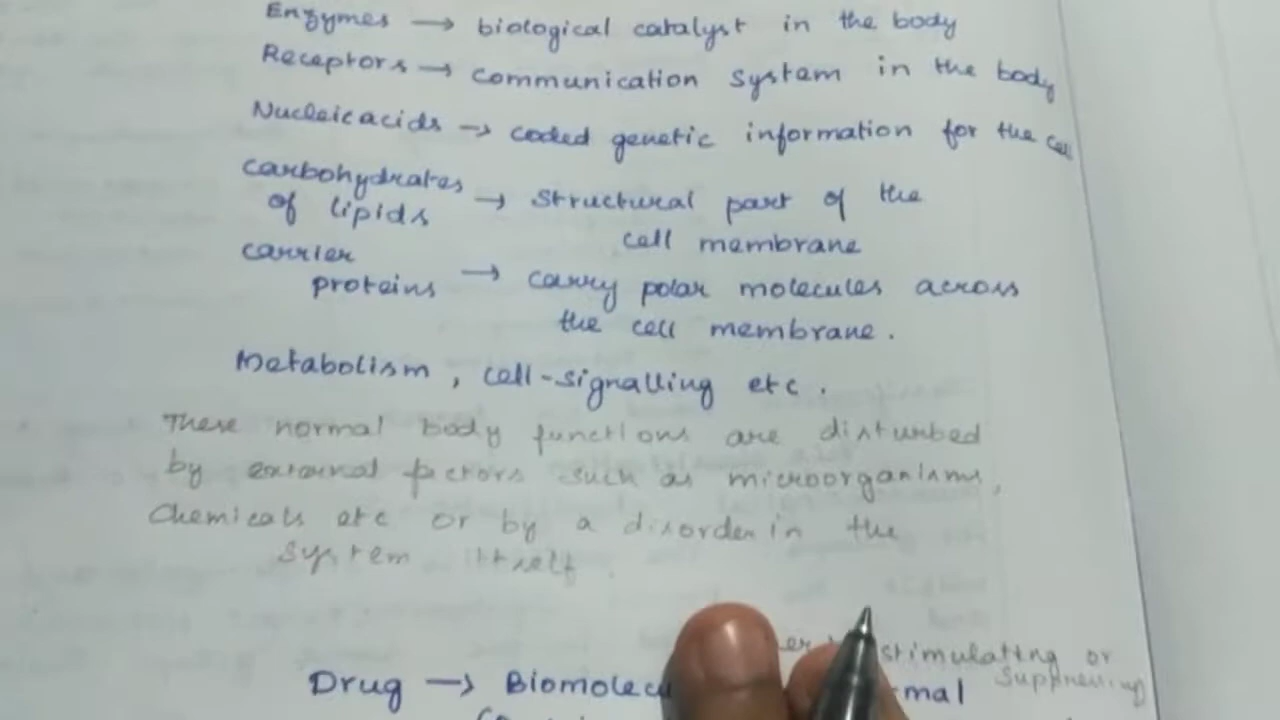 Enzymes → biological catalyst in the body
Receptors → communication system in the body
Nucleic acids → coded genetic information for the cell
carbohydrates
of lipids → structural part of the
cell membrane
carrier
proteins → carry polar molecules across
the cell membrane.
Metabolism, cell-signalling etc.
These normal body functions are disturbed
by external factors such as microorganisms,
chemicals etc or by a disorder in the
system itself.
stimulating or
suppressing
Drug →